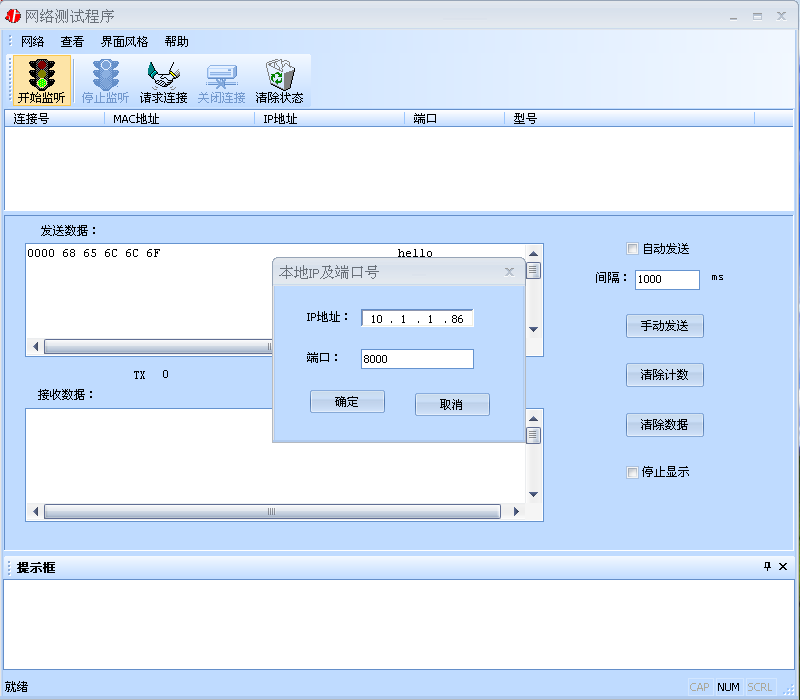 网络测试程序
网络 查看 界面风格 帮助
开始监听 停止监听 请求连接 关闭连接 清除状态
连接号 MAC地址 IP地址 端口 型号
发送数据：
0000 68 65 6C 6C 6F hello
自动发送
间隔： 1000 ms
手动发送
清除计数
清除数据
停止显示
本地IP及端口号
IP地址： 10 . 1 . 1 . 86
端口： 8000
确定 取消
TX 0
接收数据：
提示框
就绪 CAP NUM SCRL